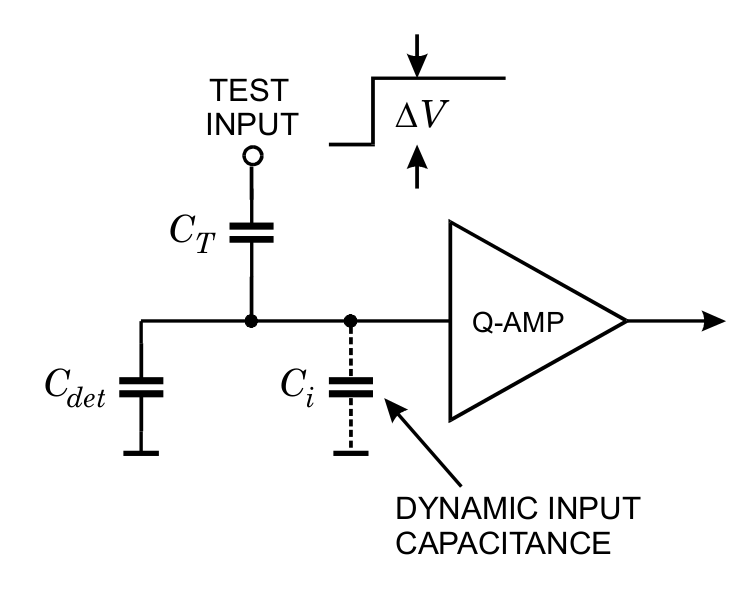 TEST
INPUT
ΔV
C_T
Q-AMP
C_det
C_i
DYNAMIC INPUT
CAPACITANCE